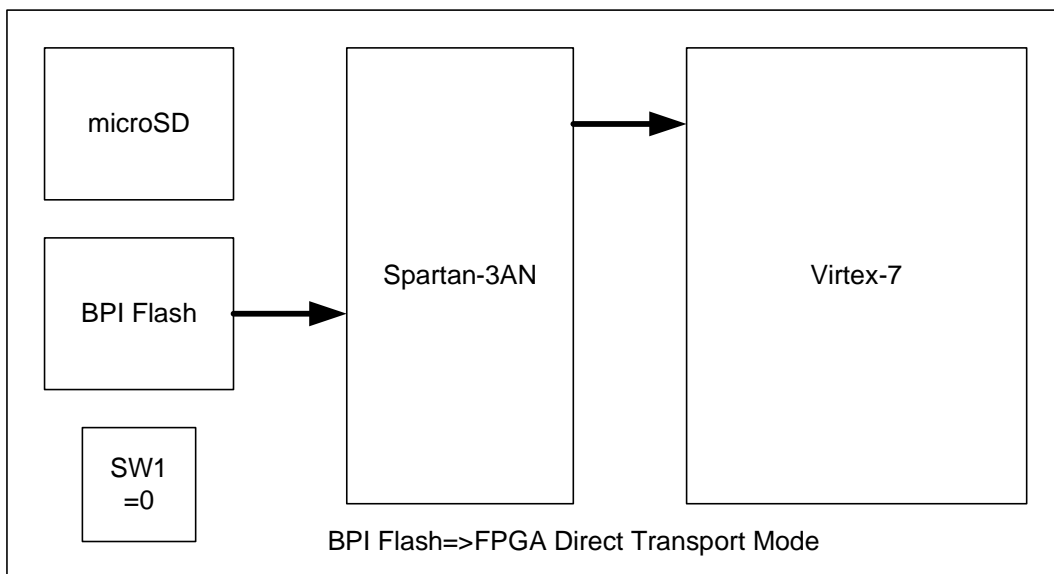 microSD
Spartan-3AN
Virtex-7
BPI Flash
SW1
=0
BPI Flash=>FPGA Direct Transport Mode